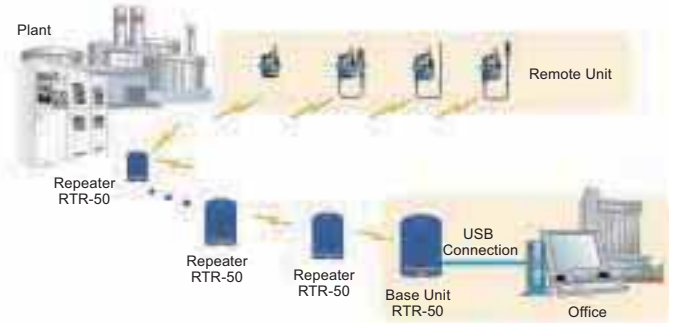 Plant
Remote Unit
Repeater
RTR-50
Repeater
RTR-50
Repeater
RTR-50
Base Unit
RTR-50
USB
Connection
Office